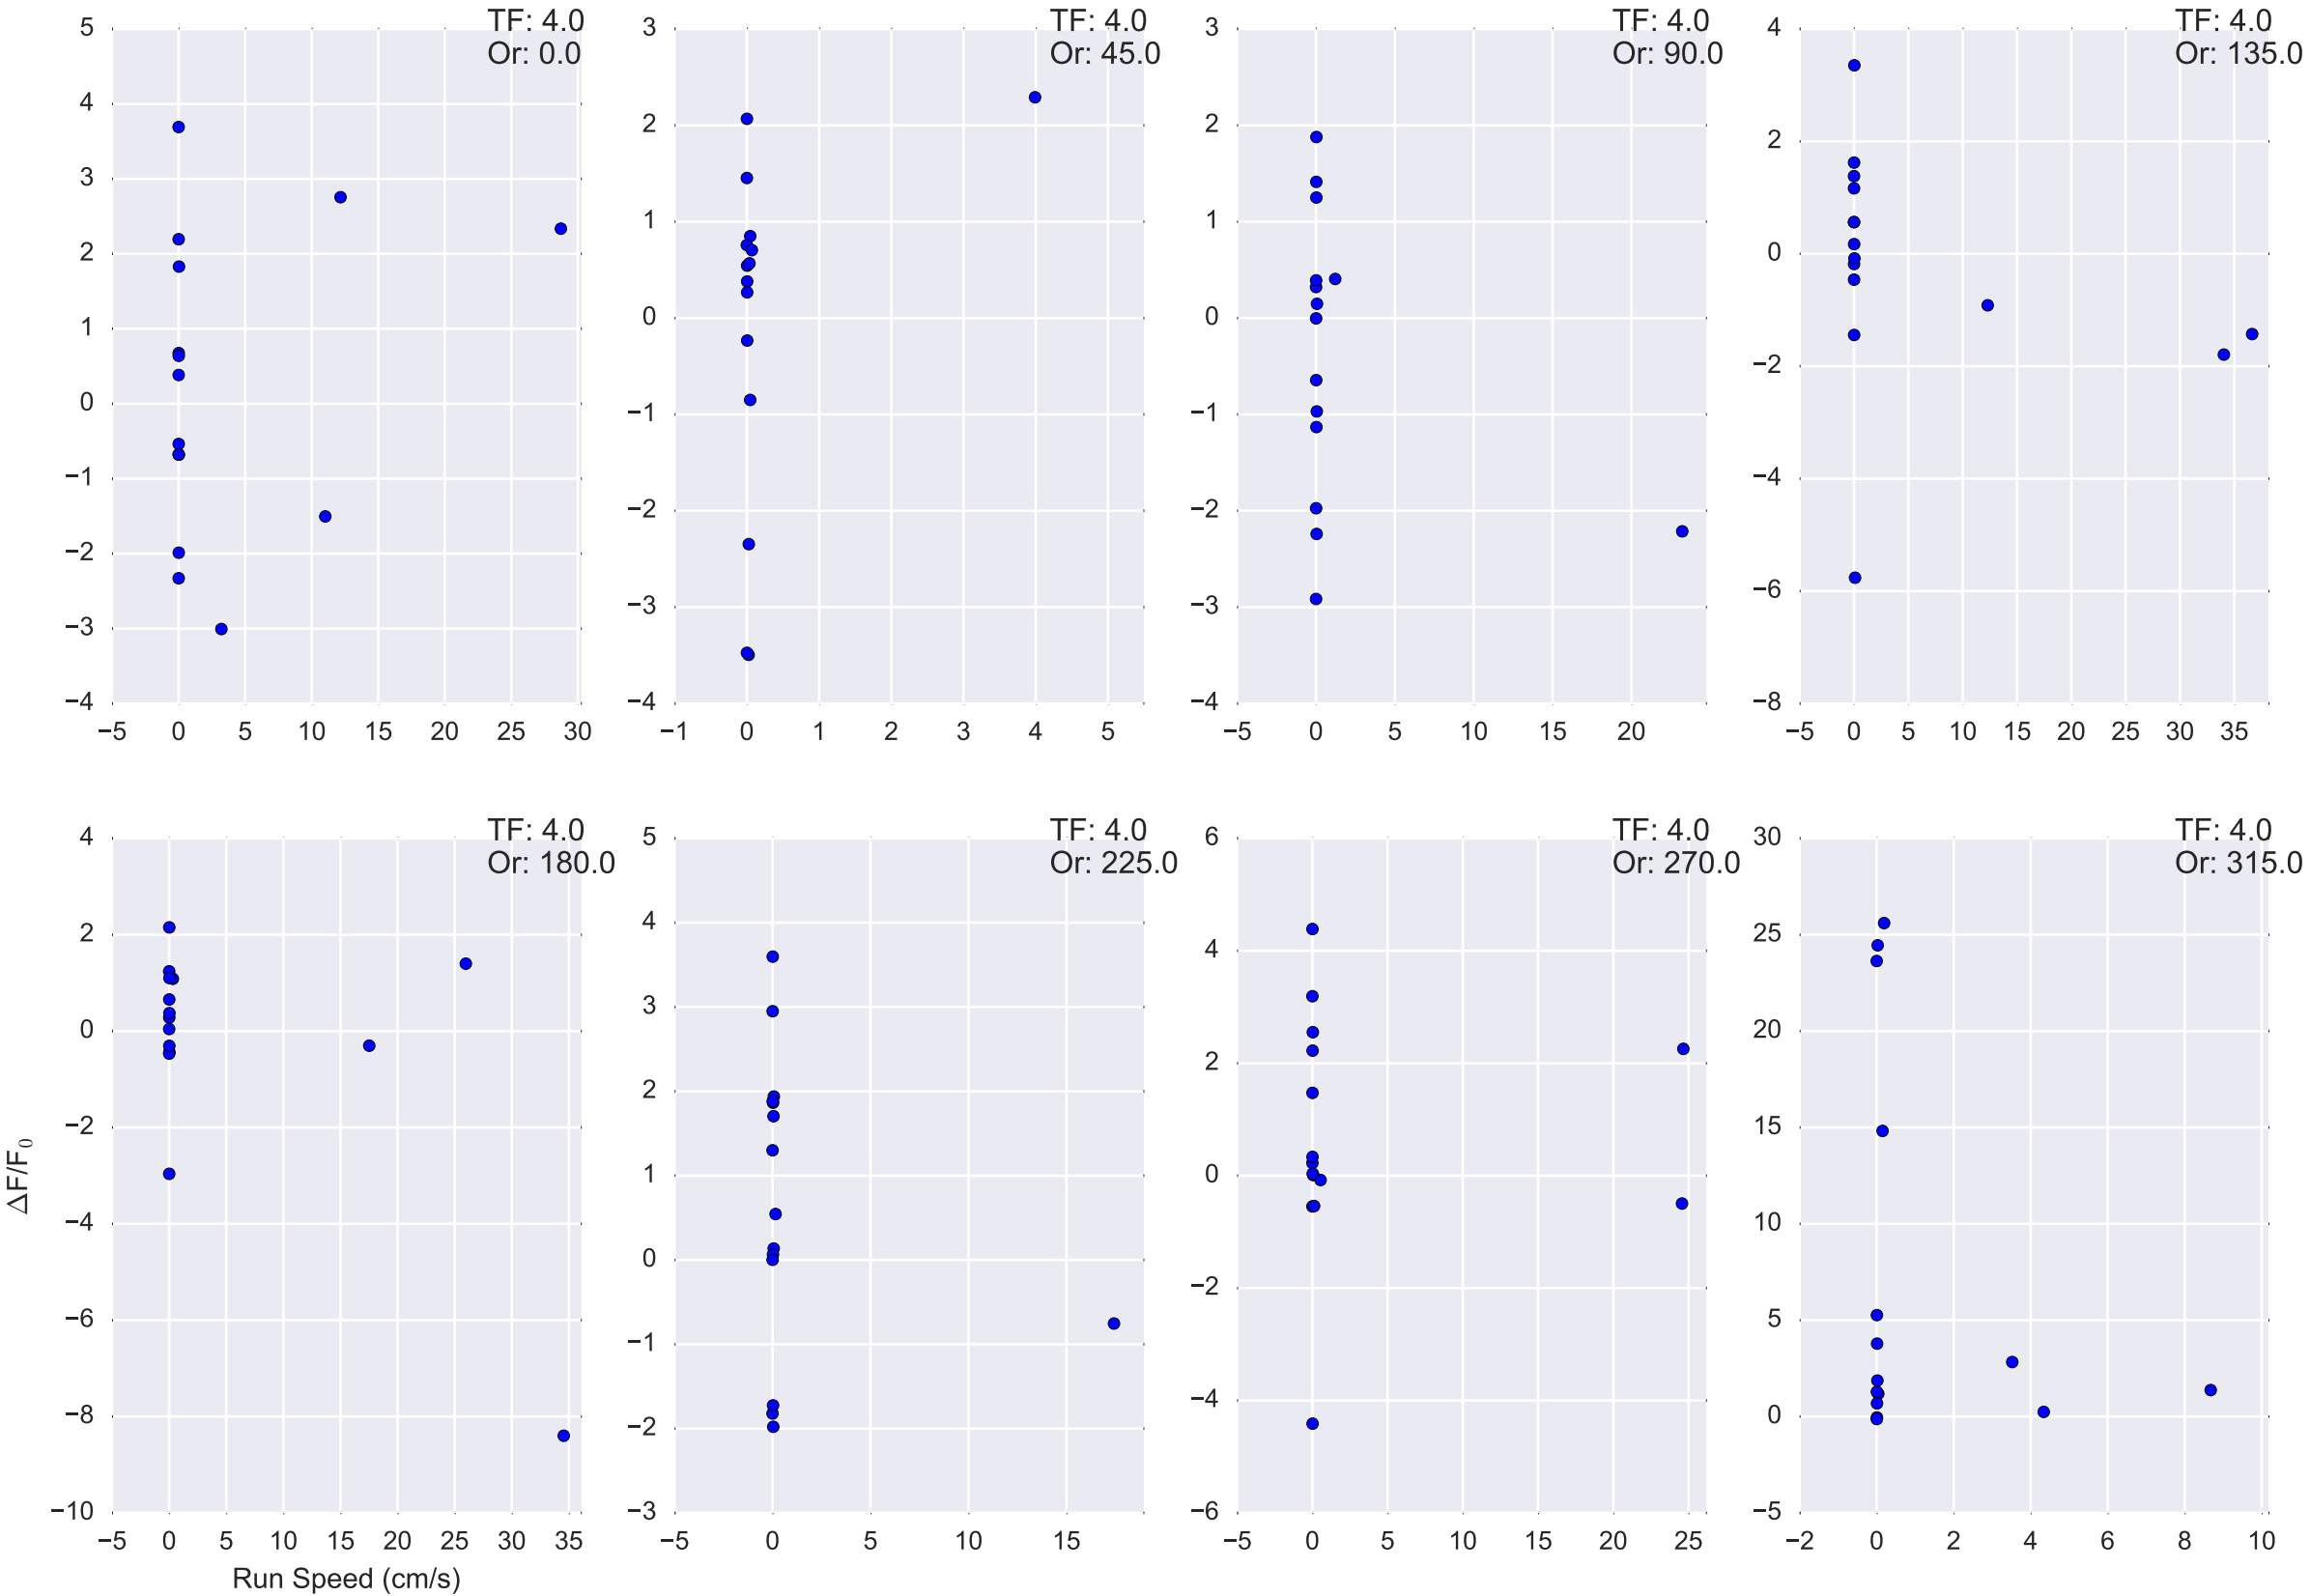 TF: 4.0
Or: 0.0
5
4
3
2
1
0
−1
−2
−3
−4
−5 0 5 10 15 20 25 30
TF: 4.0
Or: 45.0
3
2
1
0
−1
−2
−3
−4
−1 0 1 2 3 4 5
TF: 4.0
Or: 90.0
3
2
1
0
−1
−2
−3
−4
−5 0 5 10 15 20
TF: 4.0
Or: 135.0
4
2
0
−2
−4
−6
−8
−5 0 5 10 15 20 25 30 35
TF: 4.0
Or: 180.0
4
2
0
−2
−4
−6
−8
−10
−5 0 5 10 15 20 25 30 35
ΔF/F₀
Run Speed (cm/s)
TF: 4.0
Or: 225.0
5
4
3
2
1
0
−1
−2
−3
−5 0 5 10 15
TF: 4.0
Or: 270.0
6
4
2
0
−2
−4
−6
−5 0 5 10 15 20 25
TF: 4.0
Or: 315.0
30
25
20
15
10
5
0
−5
−2 0 2 4 6 8 10